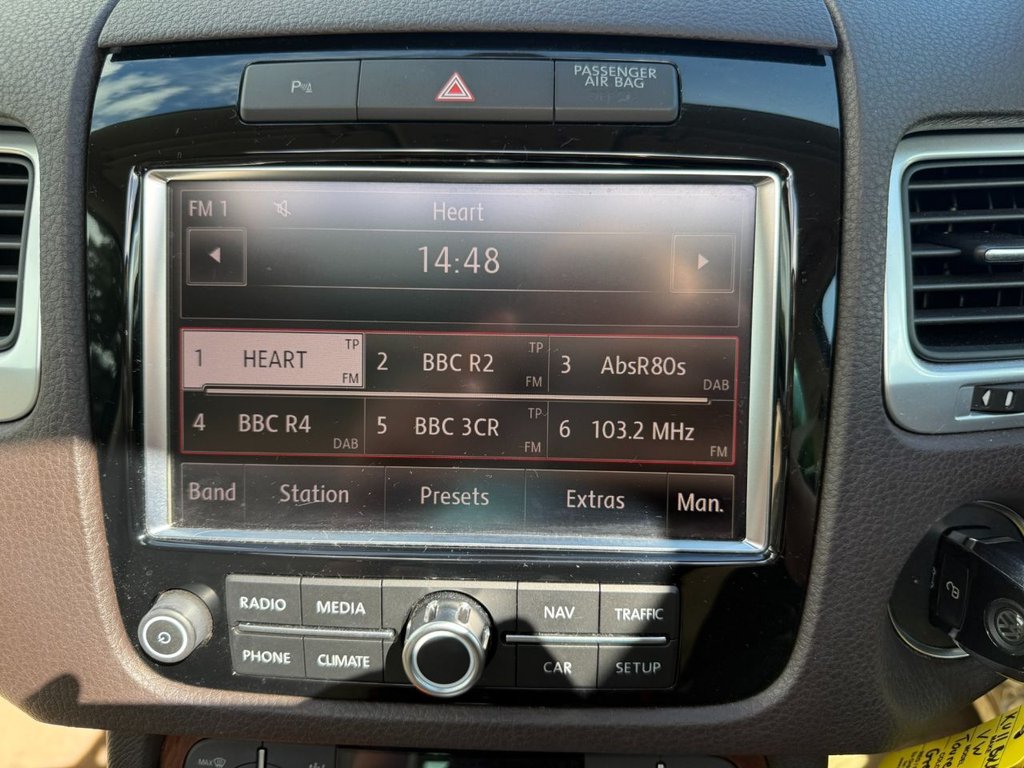 P
PASSENGER
AIR BAG
FM 1 Heart
14:48
1 HEART TP FM
2 BBC R2 TP FM
3 AbsR80s DAB
4 BBC R4 DAB
5 BBC 3CR TP FM
6 103.2 MHz FM
Band Station Presets Extras Man.
RADIO MEDIA NAV TRAFFIC
PHONE CLIMATE CAR SETUP
MAX
VW